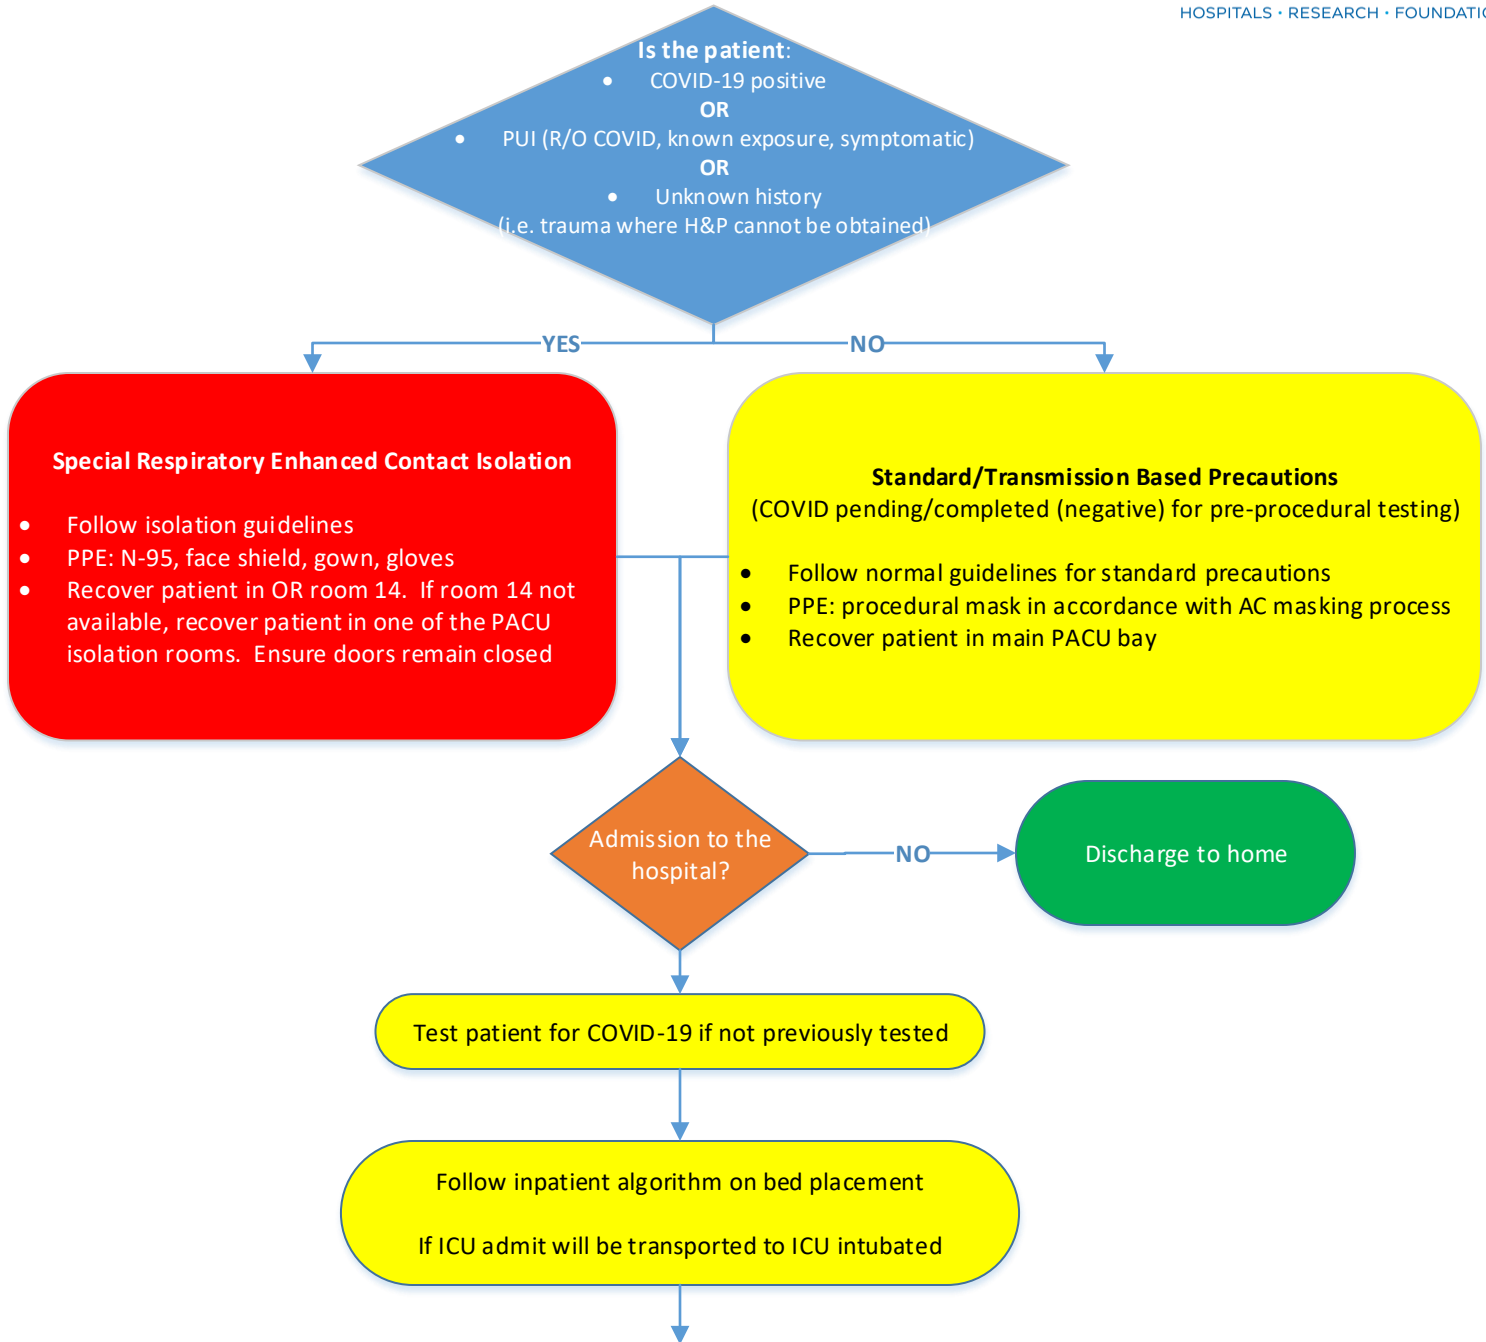 HOSPITALS · RESEARCH ·
Is the patient:
• COVID-19 positive
OR
• PUI (R/O COVID, known exposure, symptomatic)
OR
• Unknown history
(i.e. trauma where H&P cannot be obtained)
YES
NO
Special Respiratory Enhanced Contact Isolation
• Follow isolation guidelines
• PPE: N-95, face shield, gown, gloves
• Recover patient in OR room 14. If room 14 not
available, recover patient in one of the PACU
isolation rooms. Ensure doors remain closed
Standard/Transmission Based Precautions
(COVID pending/completed (negative) for pre-procedural testing)
• Follow normal guidelines for standard precautions
• PPE: procedural mask in accordance with AC masking process
• Recover patient in main PACU bay
Admission to the
hospital?
NO
Discharge to home
Test patient for COVID-19 if not previously tested
Follow inpatient algorithm on bed placement
If ICU admit will be transported to ICU intubated